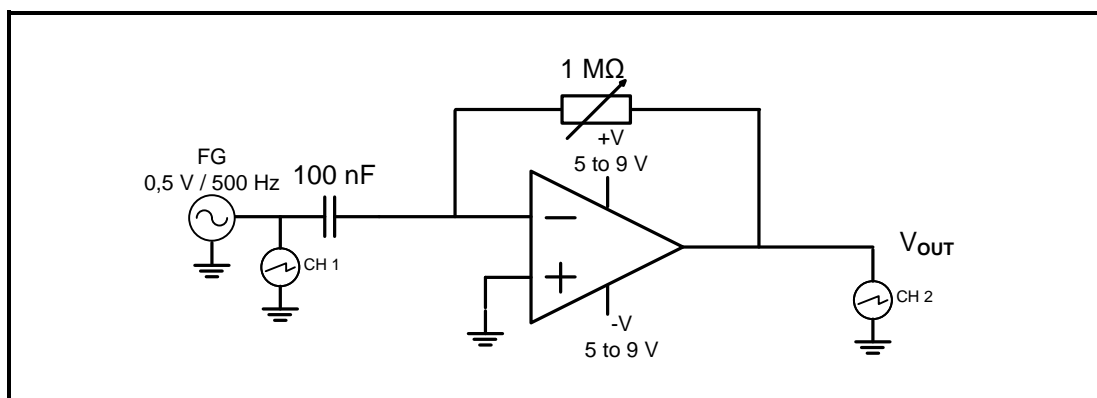 1 MΩ
+V
5 to 9 V
FG
0,5 V / 500 Hz
100 nF
CH 1
VOUT
CH 2
-V
5 to 9 V